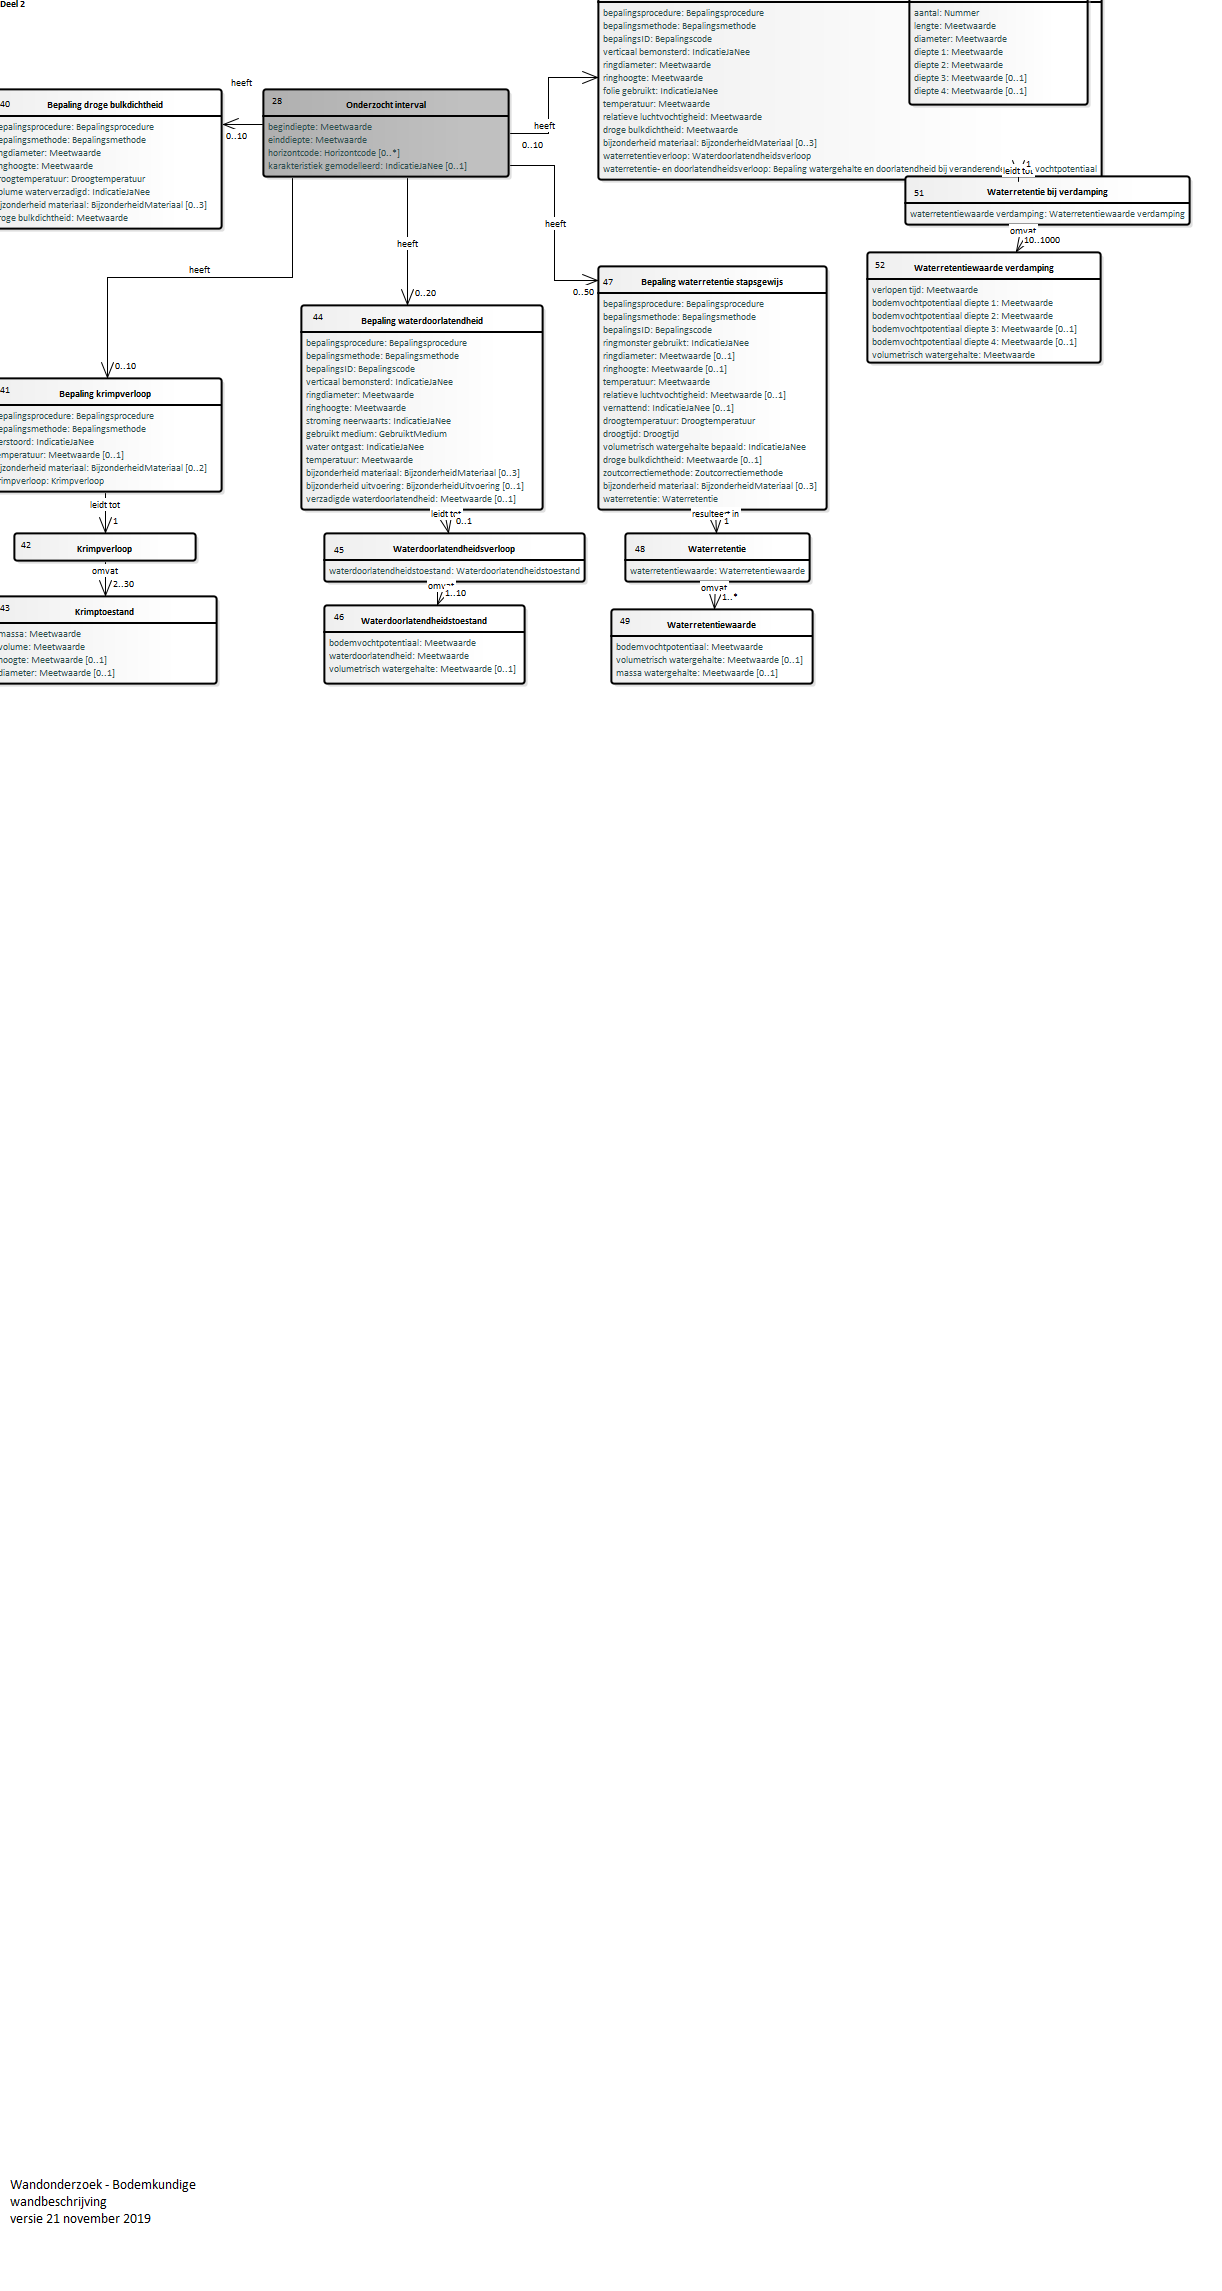 Deel 2
bepalingsprocedure: Bepalingsprocedure
bepalingsmethode: Bepalingsmethode
bepalingsID: Bepalingscode
verticaal bemonsterd: IndicatieJaNee
ringdiameter: Meetwaarde
ringhoogte: Meetwaarde
folie gebruikt: IndicatieJaNee
temperatuur: Meetwaarde
relatieve luchtvochtigheid: Meetwaarde
droge bulkdichtheid: Meetwaarde
bijzonderheid materiaal: BijzonderheidMateriaal [0..3]
waterretentieverloop: Waterdoorlatendheidsverloop
waterretentie- en doorlatendheidsverloop: Bepaling watergehalte en doorlatendheid bij veranderend vochtpotentiaal
aantal: Nummer
lengte: Meetwaarde
diameter: Meetwaarde
diepte 1: Meetwaarde
diepte 2: Meetwaarde
diepte 3: Meetwaarde [0..1]
diepte 4: Meetwaarde [0..1]
heeft
0..10
40
Bepaling droge bulkdichtheid
epalingsprocedure: Bepalingsprocedure
epalingsmethode: Bepalingsmethode
ngdiameter: Meetwaarde
nghoogte: Meetwaarde
roogtemperatuur: Droogtemperatuur
olume waterverzadigd: IndicatieJaNee
ijzonderheid materiaal: BijzonderheidMateriaal [0..3]
roge bulkdichtheid: Meetwaarde
28
Onderzocht interval
begindiepte: Meetwaarde
einddiepte: Meetwaarde
horizontcode: Horizontcode [0..*]
karakteristiek gemodelleerd: IndicatieJaNee [0..1]
heeft
0..10
leidt tot
1
51
Waterretentie bij verdamping
waterretentiewaarde verdamping: Waterretentiewaarde verdamping
omvat
10..1000
52
Waterretentiewaarde verdamping
verlopen tijd: Meetwaarde
bodemvochtpotentiaal diepte 1: Meetwaarde
bodemvochtpotentiaal diepte 2: Meetwaarde
bodemvochtpotentiaal diepte 3: Meetwaarde [0..1]
bodemvochtpotentiaal diepte 4: Meetwaarde [0..1]
volumetrisch watergehalte: Meetwaarde
heeft
0..10
heeft
0..20
heeft
0..50
41
Bepaling krimpverloop
epalingsprocedure: Bepalingsprocedure
epalingsmethode: Bepalingsmethode
erstoord: IndicatieJaNee
emperatuur: Meetwaarde [0..1]
ijzonderheid materiaal: BijzonderheidMateriaal [0..2]
rimpverloop: Krimpverloop
leidt tot
1
42
Krimpverloop
omvat
2..30
43
Krimptoestand
massa: Meetwaarde
volume: Meetwaarde
hoogte: Meetwaarde [0..1]
diameter: Meetwaarde [0..1]
44
Bepaling waterdoorlatendheid
bepalingsprocedure: Bepalingsprocedure
bepalingsmethode: Bepalingsmethode
bepalingsID: Bepalingscode
verticaal bemonsterd: IndicatieJaNee
ringdiameter: Meetwaarde
ringhoogte: Meetwaarde
stroming neerwaarts: IndicatieJaNee
gebruikt medium: GebruiktMedium
water ontgast: IndicatieJaNee
temperatuur: Meetwaarde
bijzonderheid materiaal: BijzonderheidMateriaal [0..3]
bijzonderheid uitvoering: BijzonderheidUitvoering [0..1]
verzadigde waterdoorlatendheid: Meetwaarde [0..1]
leidt tot
0..1
45
Waterdoorlatendheidsverloop
waterdoorlatendheidstoestand: Waterdoorlatendheidstoestand
omvat
1..10
46
Waterdoorlatendheidstoestand
bodemvochtpotentiaal: Meetwaarde
waterdoorlatendheid: Meetwaarde
volumetrisch watergehalte: Meetwaarde [0..1]
47
Bepaling waterretentie stapsgewijs
bepalingsprocedure: Bepalingsprocedure
bepalingsmethode: Bepalingsmethode
bepalingsID: Bepalingscode
ringmonster gebruikt: IndicatieJaNee
ringdiameter: Meetwaarde [0..1]
ringhoogte: Meetwaarde [0..1]
temperatuur: Meetwaarde
relatieve luchtvochtigheid: Meetwaarde [0..1]
vernattend: IndicatieJaNee [0..1]
droogtemperatuur: Droogtemperatuur
droogtijd: Droogtijd
volumetrisch watergehalte bepaald: IndicatieJaNee
droge bulkdichtheid: Meetwaarde [0..1]
zoutcorrectiemethode: Zoutcorrectiemethode
bijzonderheid materiaal: BijzonderheidMateriaal [0..3]
waterretentie: Waterretentie
resulteert in
1
48
Waterretentie
waterretentiewaarde: Waterretentiewaarde
omvat
1..*
49
Waterretentiewaarde
bodemvochtpotentiaal: Meetwaarde
volumetrisch watergehalte: Meetwaarde [0..1]
massa watergehalte: Meetwaarde [0..1]
Wandonderzoek - Bodemkundige
wandbeschrijving
versie 21 november 2019